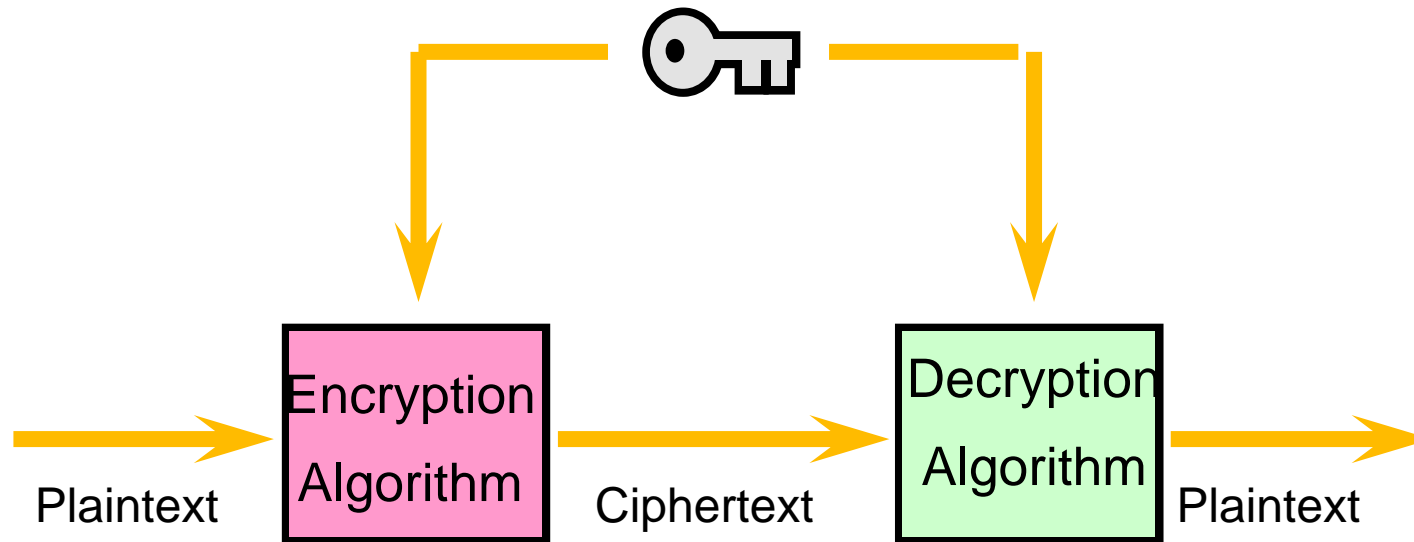 Encryption
Algorithm
Decryption
Algorithm
Plaintext
Ciphertext
Plaintext